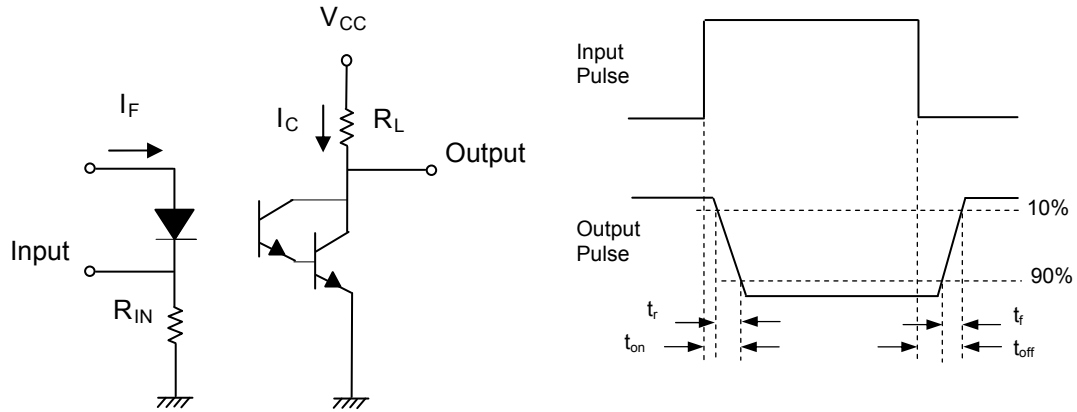 V_CC
I_F
I_C
R_L
Output
Input
R_IN
Input
Pulse
10%
Output
Pulse
90%
t_r
t_f
t_on
t_off